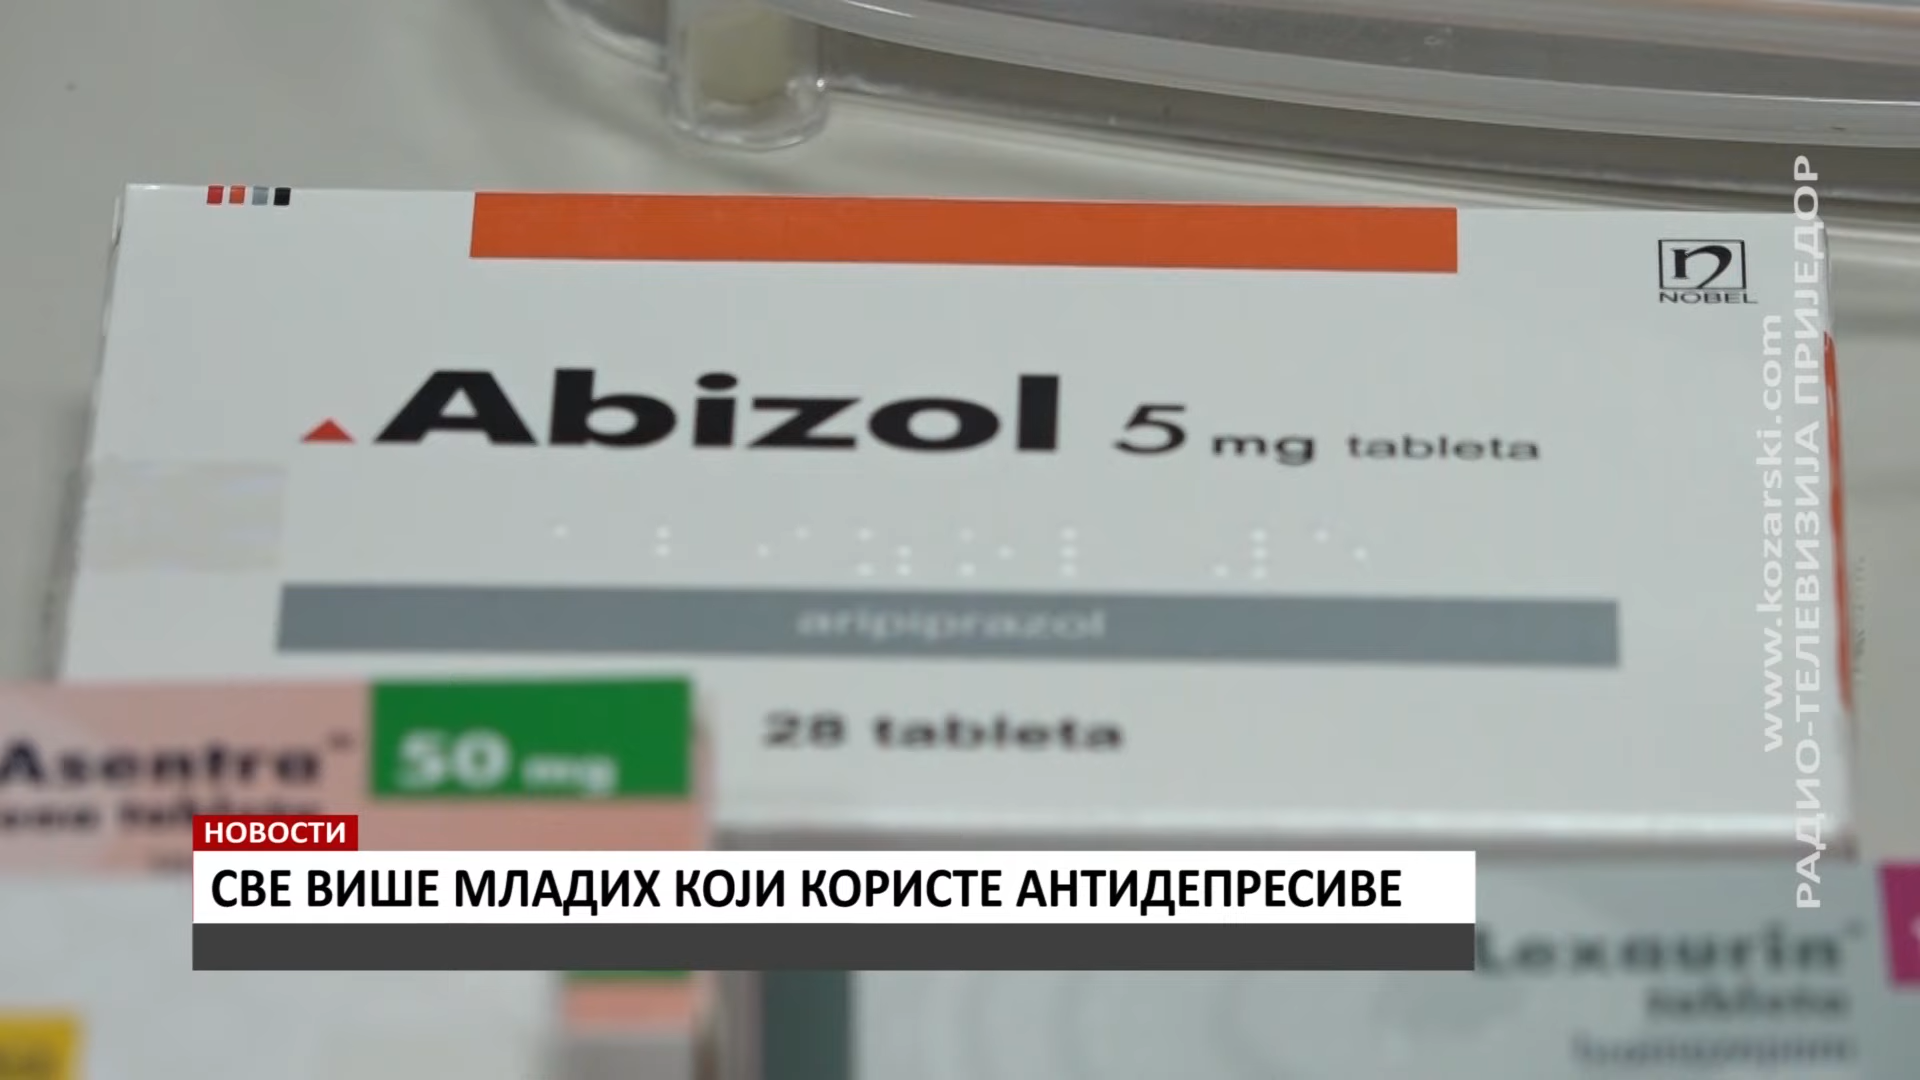 NOBEL
Abizol 5 mg tableta
aripiprazol
28 tableta
Asentra 50 mg
НОВОСТИ
СВЕ ВИШЕ МЛАДИХ КОЈИ КОРИСТЕ АНТИДЕПРЕСИВЕ
Lexaurin
tableta
www.kozarski.com
РАДИО-ТЕЛЕВИЗИЈА ПРИЈЕДОР